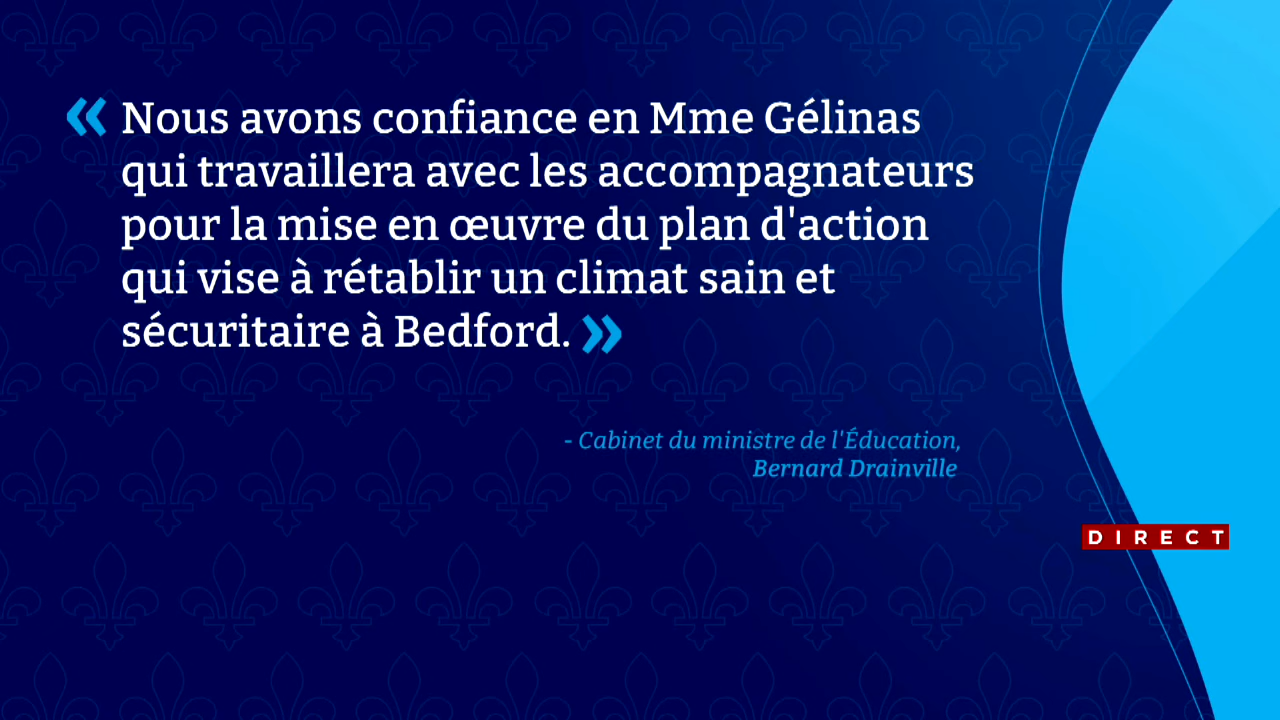 « Nous avons confiance en Mme Gélinas
qui travaillera avec les accompagnateurs
pour la mise en œuvre du plan d'action
qui vise à rétablir un climat sain et
sécuritaire à Bedford. »
- Cabinet du ministre de l'Éducation,
Bernard Drainville
DIRECT